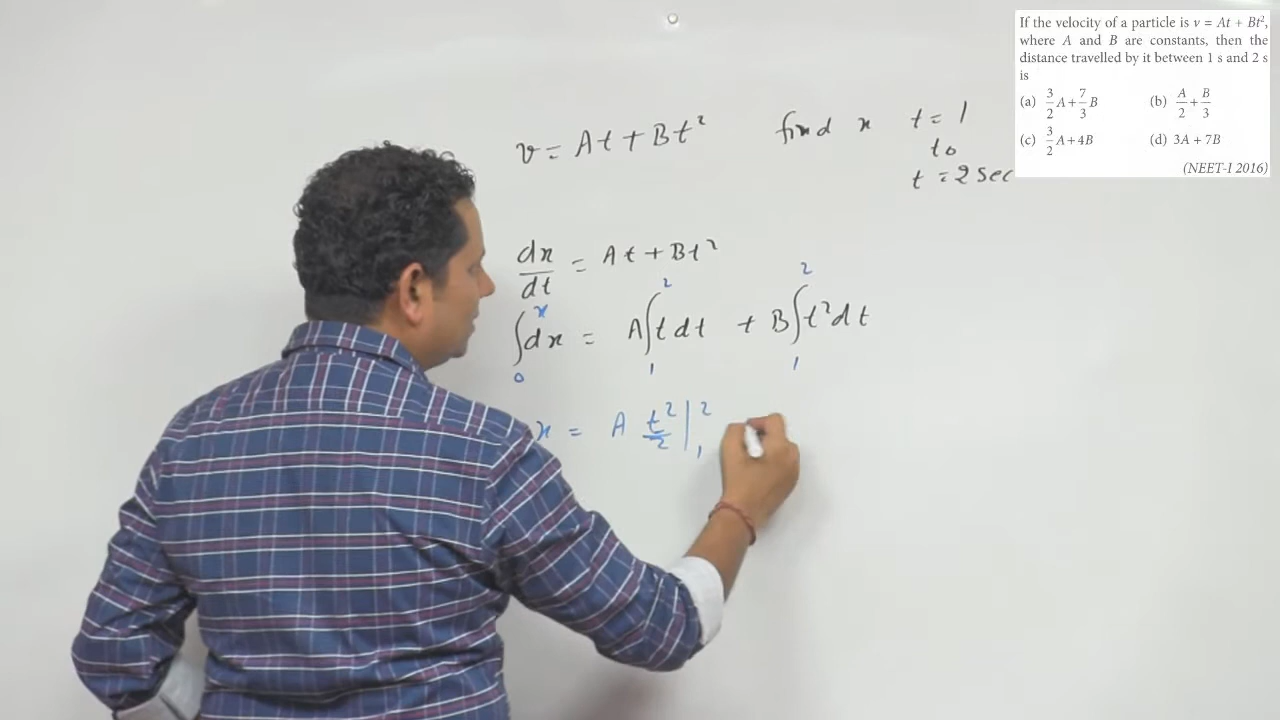 If the velocity of a particle is v = At + Bt²,
where A and B are constants, then the
distance travelled by it between 1 s and 2 s
is
(a) 3/2 A + 7/3 B (b) A/2 + B/3
(c) 3/2 A + 4B (d) 3A + 7B
(NEET-I 2016)
v = At + Bt² find x t = 1
to
t = 2 sec
dx/dt = At + Bt²
∫₀ˣ dx = A ∫₁² t dt + B ∫₁² t² dt
x = A t²/2 |₁²